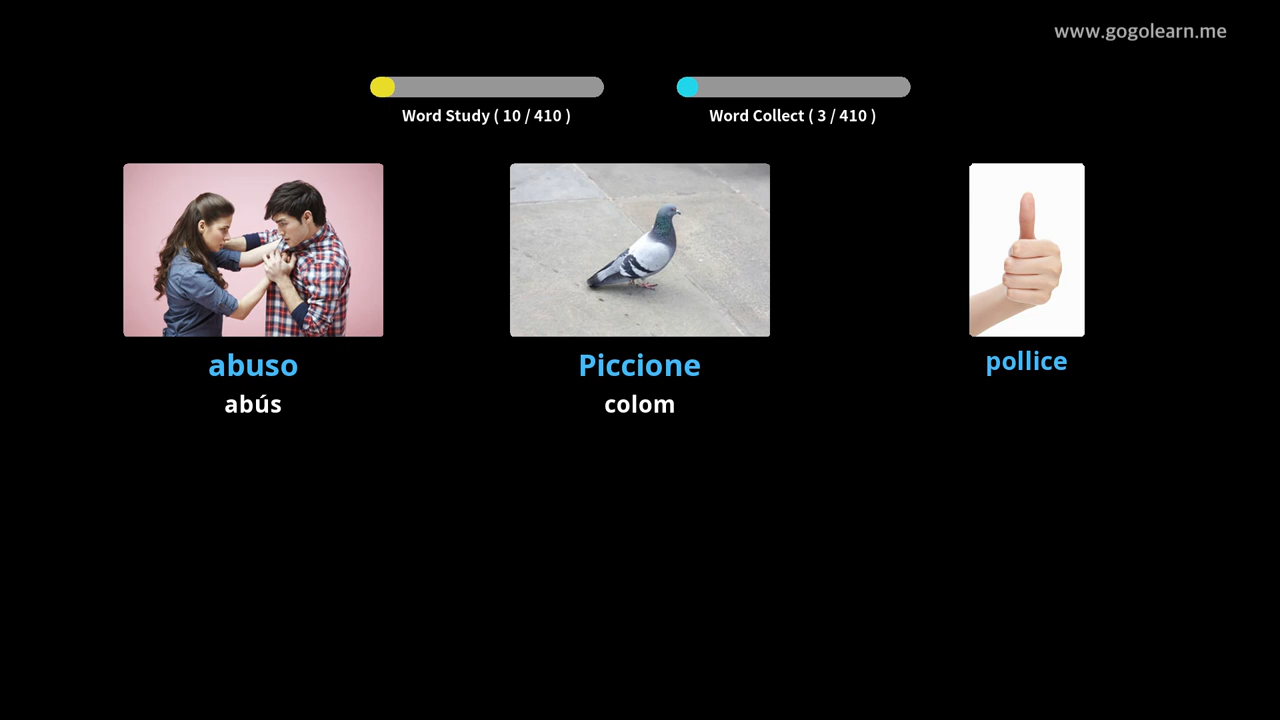 www.gogolearn.me
Word Study ( 10 / 410 )
Word Collect ( 3 / 410 )
abuso
abús
Piccione
colom
pollice